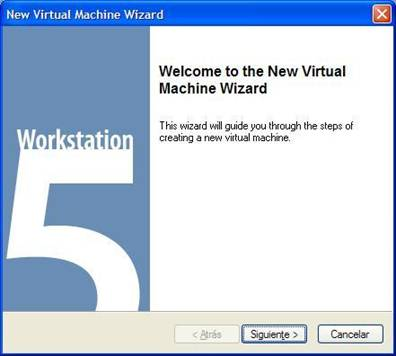 New Virtual Machine Wizard
Workstation
5
Welcome to the New Virtual
Machine Wizard
This wizard will guide you through the steps of
creating a new virtual machine.
< Atrás
Siguiente >
Cancelar